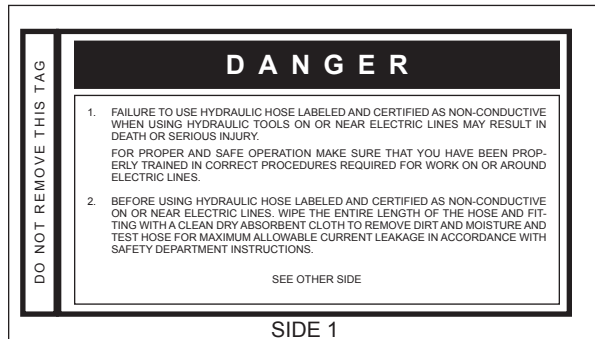 DO NOT REMOVE THIS TAG
D A N G E R
1. FAILURE TO USE HYDRAULIC HOSE LABELED AND CERTIFIED AS NON-CONDUCTIVE
WHEN USING HYDRAULIC TOOLS ON OR NEAR ELECTRIC LINES MAY RESULT IN
DEATH OR SERIOUS INJURY.
FOR PROPER AND SAFE OPERATION MAKE SURE THAT YOU HAVE BEEN PROP-
ERLY TRAINED IN CORRECT PROCEDURES REQUIRED FOR WORK ON OR AROUND
ELECTRIC LINES.
2. BEFORE USING HYDRAULIC HOSE LABELED AND CERTIFIED AS NON-CONDUCTIVE
ON OR NEAR ELECTRIC LINES. WIPE THE ENTIRE LENGTH OF THE HOSE AND FIT-
TING WITH A CLEAN DRY ABSORBENT CLOTH TO REMOVE DIRT AND MOISTURE AND
TEST HOSE FOR MAXIMUM ALLOWABLE CURRENT LEAKAGE IN ACCORDANCE WITH
SAFETY DEPARTMENT INSTRUCTIONS.
SEE OTHER SIDE
SIDE 1